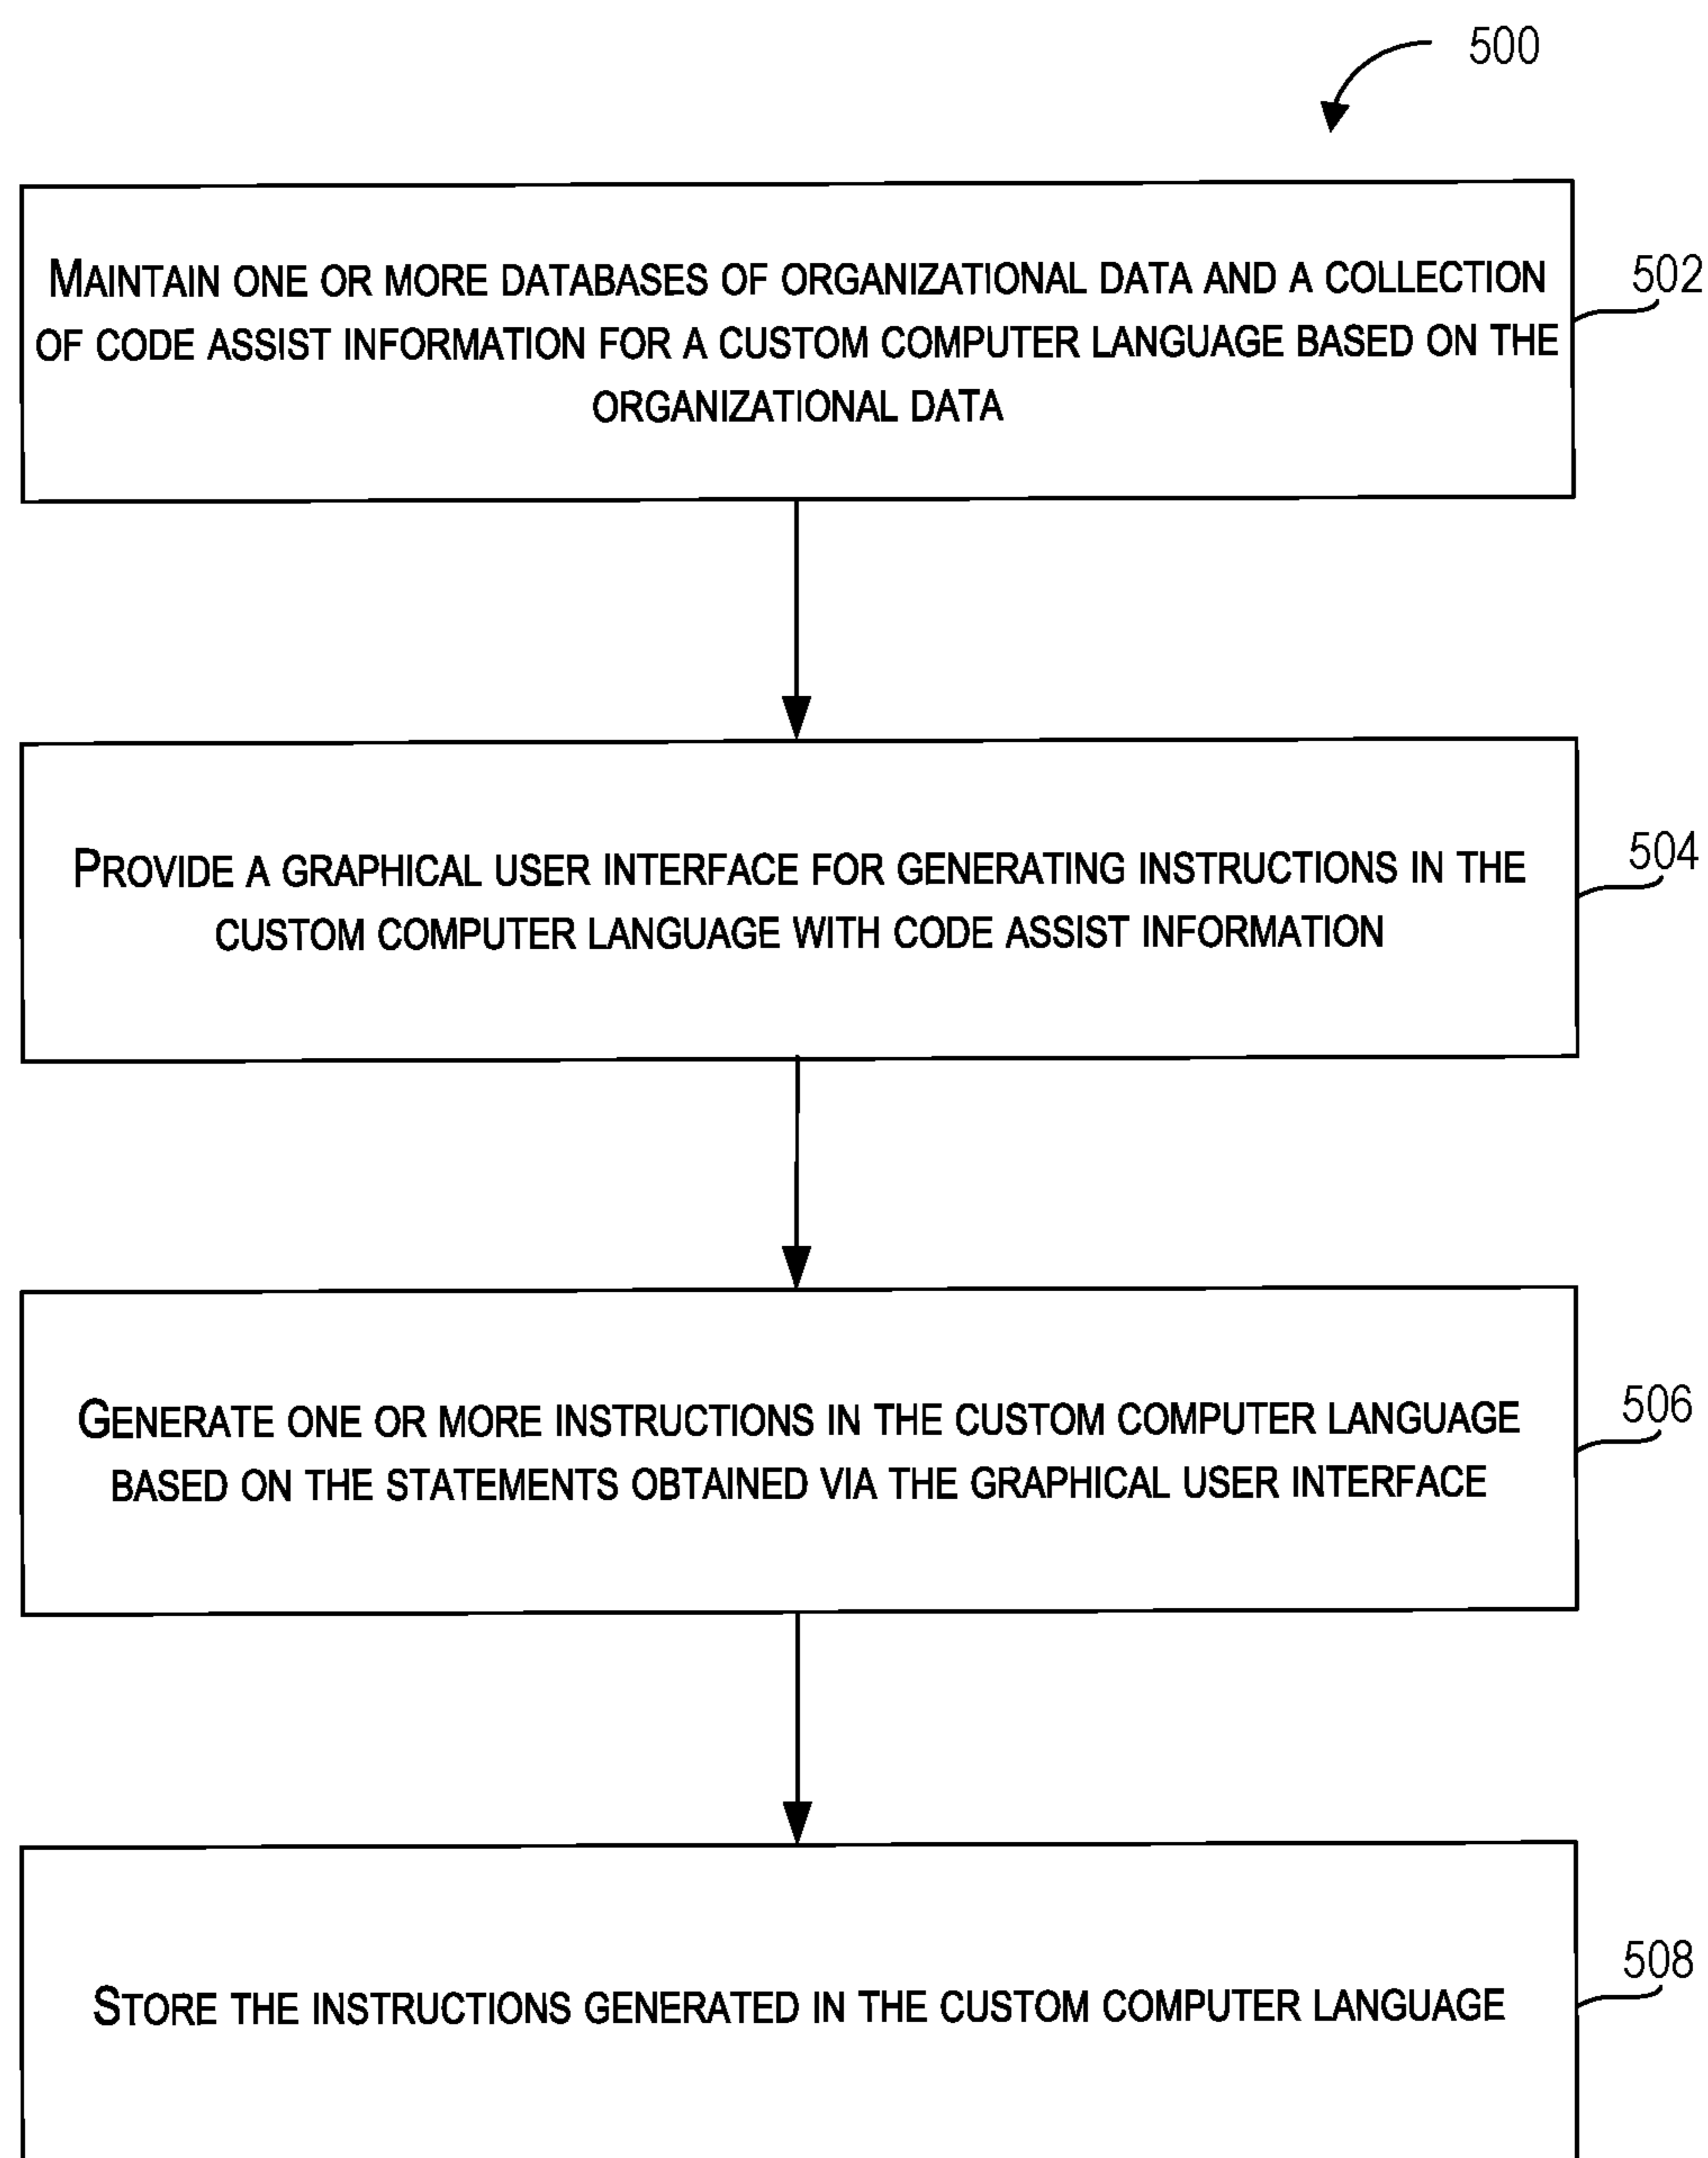 500
MAINTAIN ONE OR MORE DATABASES OF ORGANIZATIONAL DATA AND A COLLECTION
OF CODE ASSIST INFORMATION FOR A CUSTOM COMPUTER LANGUAGE BASED ON THE
ORGANIZATIONAL DATA
502
PROVIDE A GRAPHICAL USER INTERFACE FOR GENERATING INSTRUCTIONS IN THE
CUSTOM COMPUTER LANGUAGE WITH CODE ASSIST INFORMATION
504
GENERATE ONE OR MORE INSTRUCTIONS IN THE CUSTOM COMPUTER LANGUAGE
BASED ON THE STATEMENTS OBTAINED VIA THE GRAPHICAL USER INTERFACE
506
STORE THE INSTRUCTIONS GENERATED IN THE CUSTOM COMPUTER LANGUAGE
508